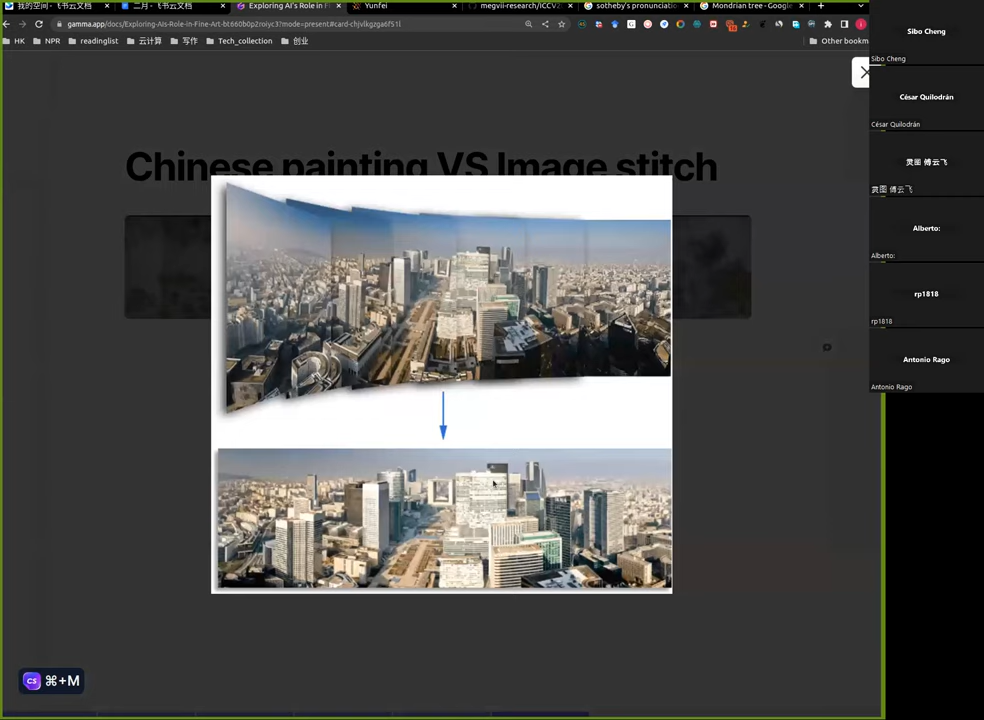 我的空间 - 飞书云文档
二月 - 飞书云文档
Exploring AI's Role in Fi
Yunfei
megvii-research/ICCV2
sotheby's pronunciatio
Mondrian tree - Google
gamma.app/docs/Exploring-AIs-Role-in-Fine-Art-bt660b0p2roiyc3?mode=present#card-chjvlkgzga6f51l
HK
NPR
readinglist
云计算
写作
Tech_collection
创业
Other bookm
Chinese painting VS Image stitch
CS
⌘+M
Sibo Cheng
Sibo Cheng
César Quilodrán
César Quilodrán
贡图 傅云飞
贡图 傅云飞
Alberto:
Alberto:
rp1818
rp1818
Antonio Rago
Antonio Rago